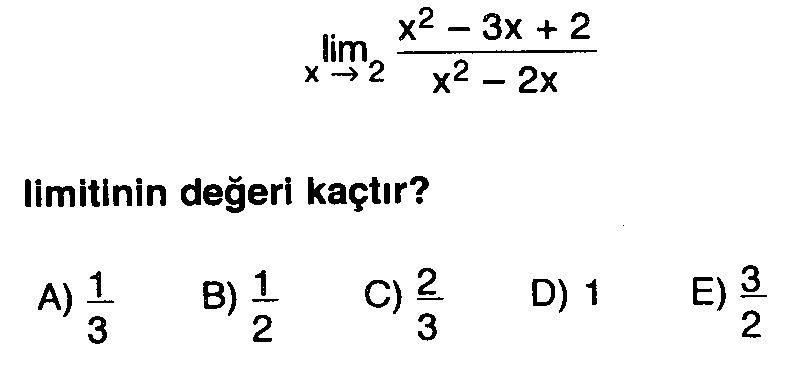 lim x → 2 x² − 3x + 2 / x² − 2x
limitinin değeri kaçtır?
A) 1/3 B) 1/2 C) 2/3 D) 1 E) 3/2